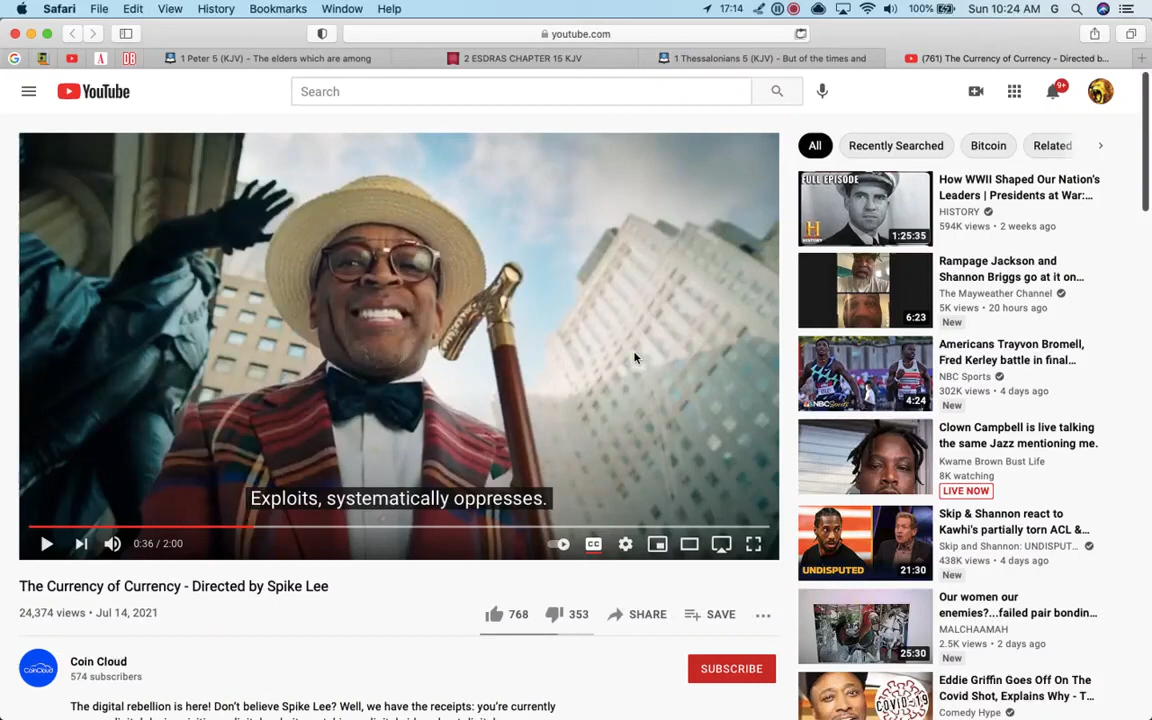 Safari File Edit View History Bookmarks Window Help
17:14 100% Sun 10:24 AM G
youtube.com
1 Peter 5 (KJV) - The elders which are among
2 ESDRAS CHAPTER 15 KJV
1 Thessalonians 5 (KJV) - But of the times and
(761) The Currency of Currency - Directed b...
YouTube
Search
9+
All
Recently Searched
Bitcoin
Related
Exploits, systematically oppresses.
0:36 / 2:00
CC
The Currency of Currency - Directed by Spike Lee
24,374 views • Jul 14, 2021
768
353
SHARE
SAVE
CoinCloud
Coin Cloud
574 subscribers
SUBSCRIBE
The digital rebellion is here! Don't believe Spike Lee? Well, we have the receipts: you're currently
FULL EPISODE
H
1:25:35
How WWII Shaped Our Nation's
Leaders | Presidents at War:...
HISTORY
594K views • 2 weeks ago
6:23
Rampage Jackson and
Shannon Briggs go at it on...
The Mayweather Channel
5K views • 20 hours ago
New
NBC Sports
4:24
Americans Trayvon Bromell,
Fred Kerley battle in final...
NBC Sports
302K views • 4 days ago
New
Clown Campbell is live talking
the same Jazz mentioning me.
Kwame Brown Bust Life
8K watching
LIVE NOW
UNDISPUTED
21:30
Skip & Shannon react to
Kawhi's partially torn ACL &...
Skip and Shannon: UNDISPUT...
438K views • 4 days ago
New
25:30
Our women our
enemies?...failed pair bondin...
MALCHAAMAH
2.5K views • 2 days ago
New
COVID-19
Eddie Griffin Goes Off On The
Covid Shot, Explains Why - T...
Comedy Hype